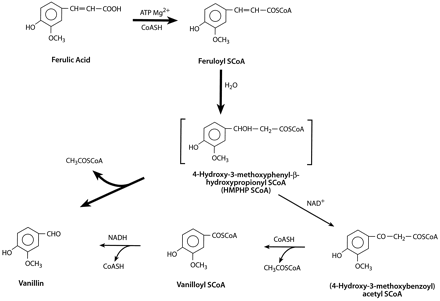 CH=CH—COOH
HO
OCH₃
Ferulic Acid
ATP Mg²⁺
CoASH
CH=CH—COSCoA
HO
OCH₃
Feruloyl SCoA
H₂O
CHOH—CH₂—COSCoA
HO
OCH₃
4-Hydroxy-3-methoxyphenyl-β-
hydroxypropionyl SCoA
(HMPHP SCoA)
CH₃COSCoA
NAD⁺
CHO
HO
OCH₃
Vanillin
NADH
CoASH
COSCoA
HO
OCH₃
Vanilloyl SCoA
CoASH
CH₃COSCoA
CO—CH₂—COSCoA
HO
OCH₃
(4-Hydroxy-3-methoxybenzoyl)
acetyl SCoA